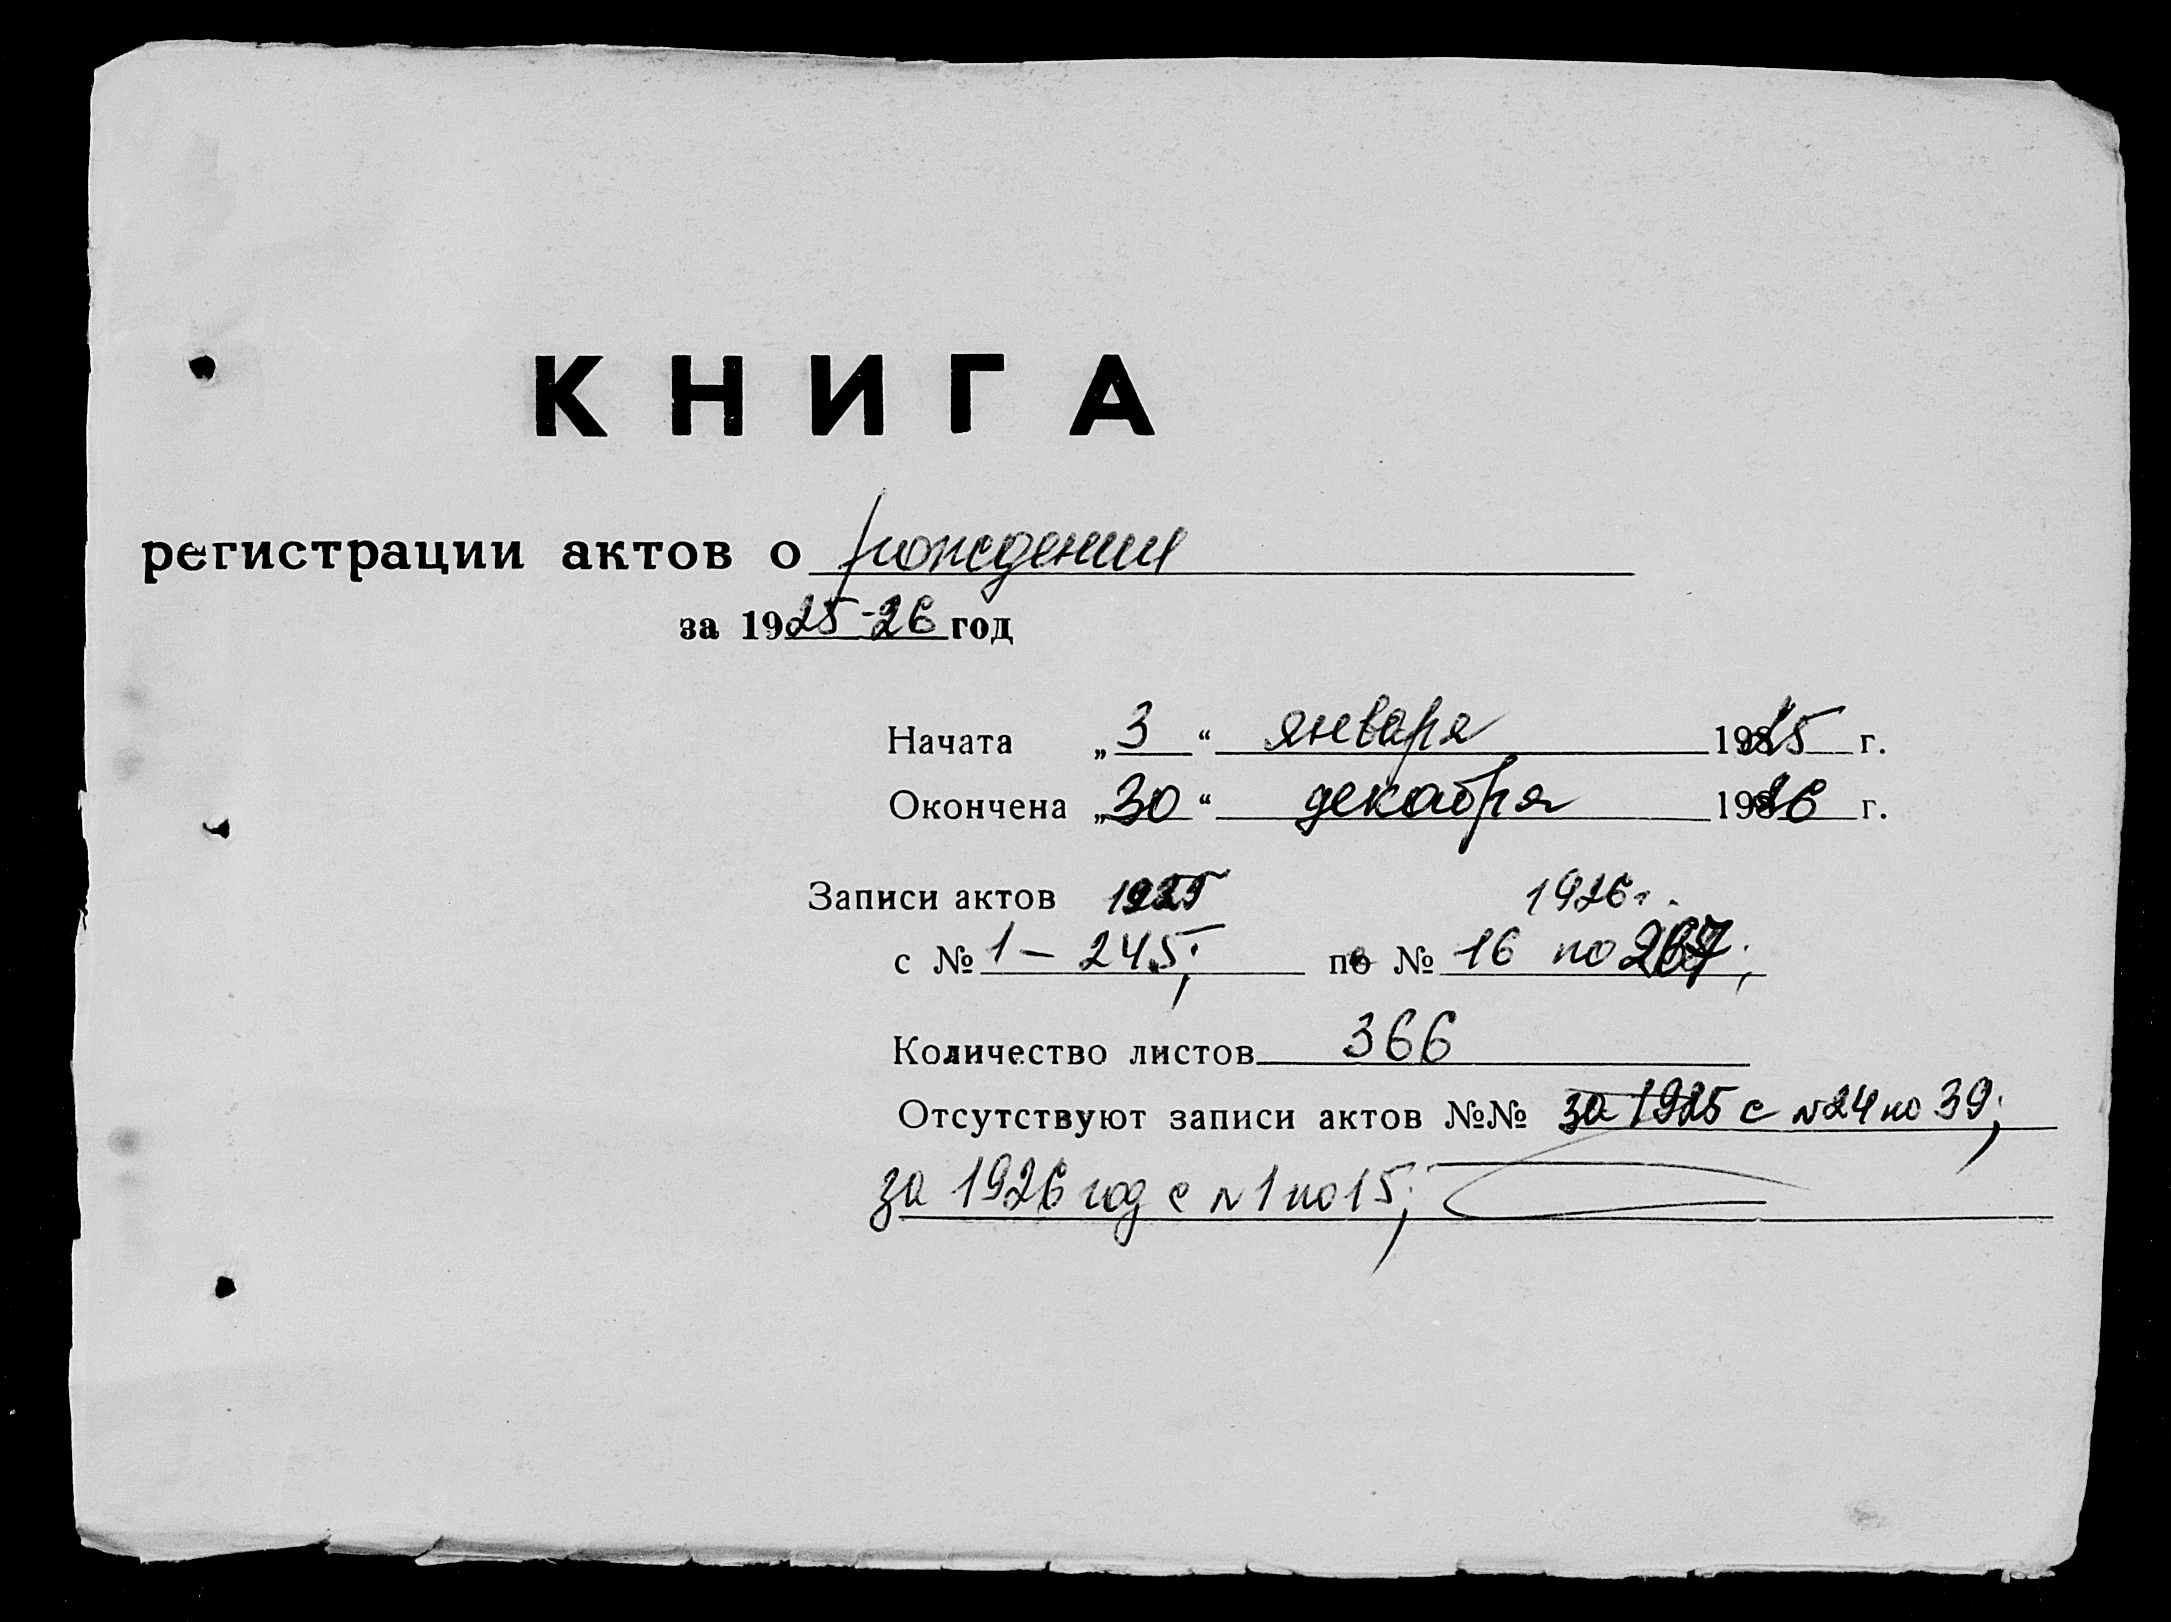 КНИГА
регистрации актов о рождении
за 1925-26 год
Начата „3“ января 1925 г.
Окончена „30“ декабря 1926 г.
Записи актов 1925 1926 г.
с № 1 – 245; по № 16 по 267;
Количество листов 366
Отсутствуют записи актов №№ за 1925 с №24 по 39;
за 1926 год с №1 по 15;